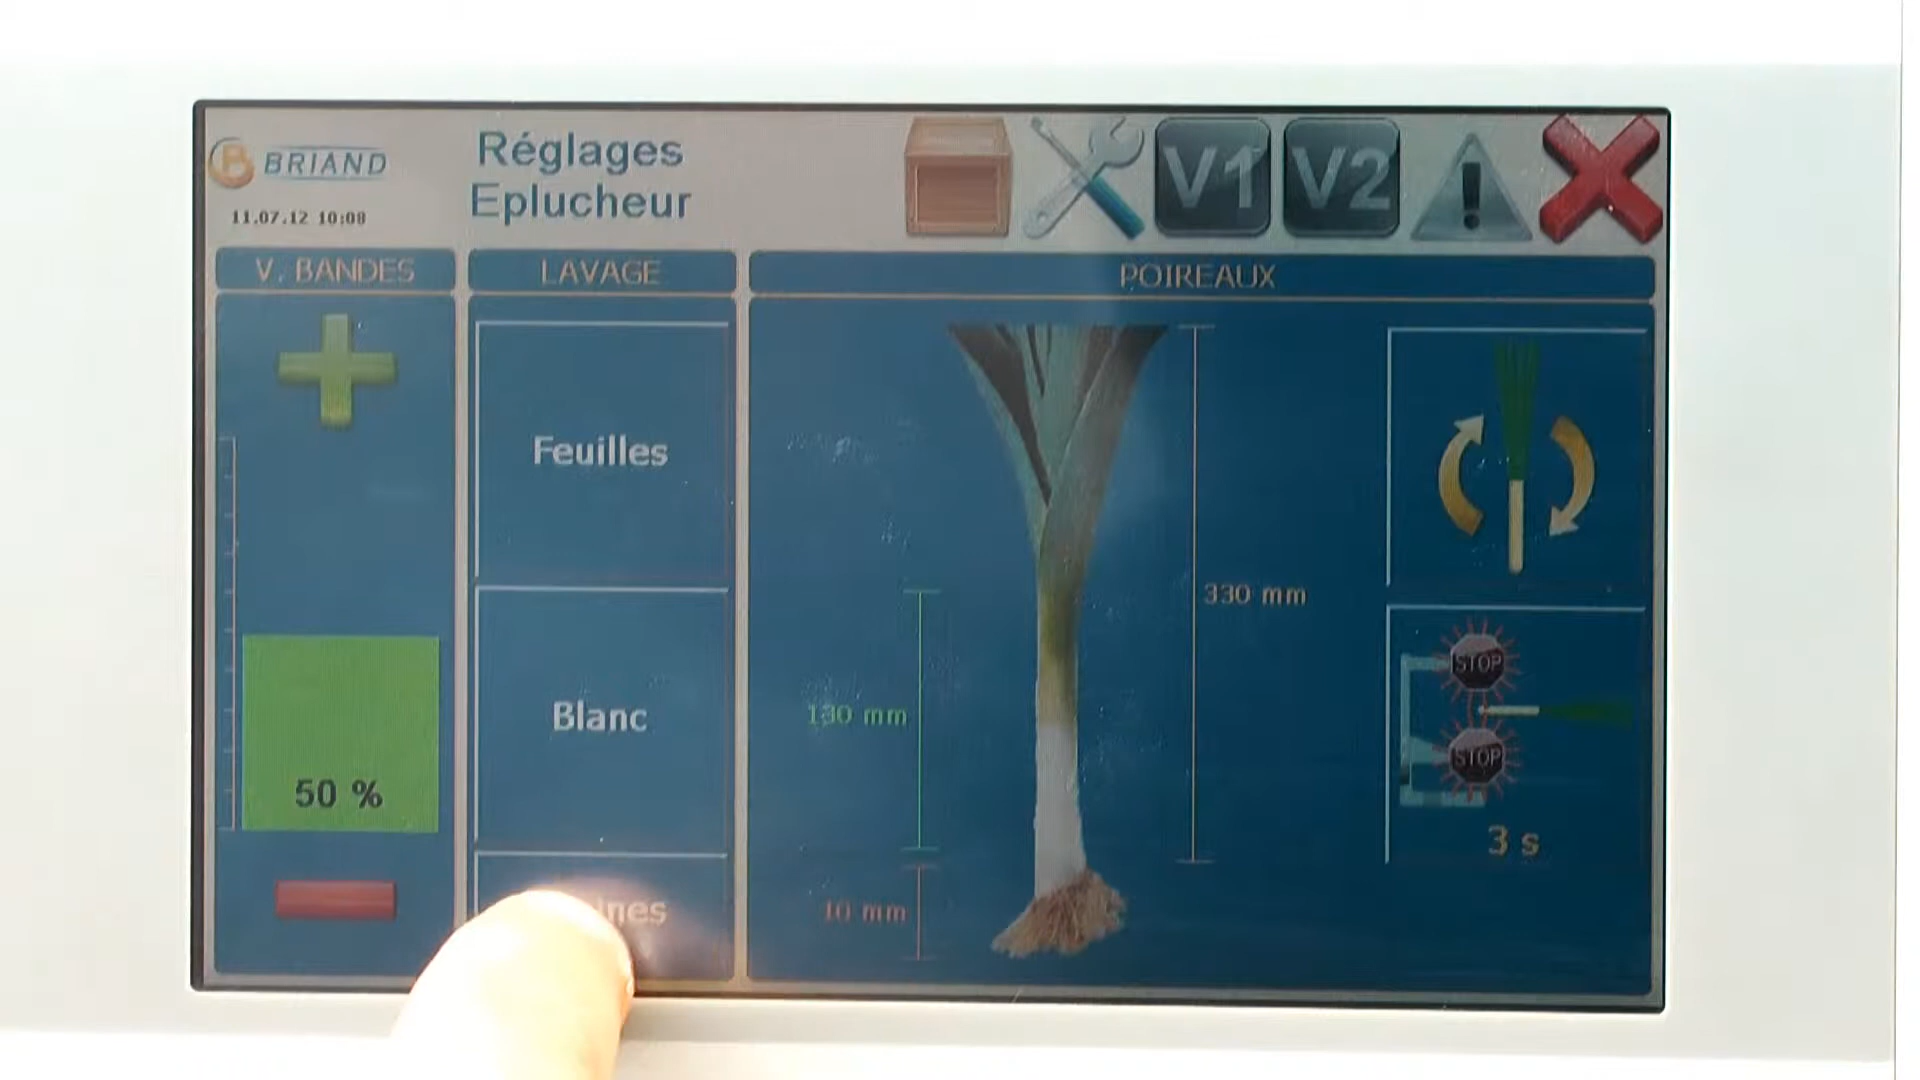 BRIAND
11.07.12 10:08
Réglages
Eplucheur
V1
V2
V. BANDES
LAVAGE
POIREAUX
50 %
Feuilles
Blanc
130 mm
10 mm
330 mm
STOP
STOP
3 s